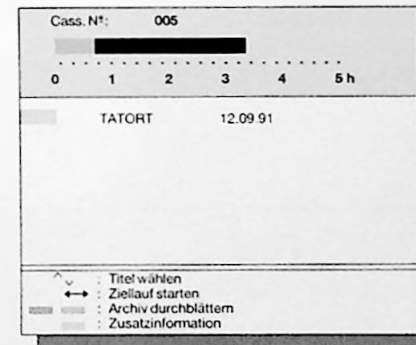 Cass. Nº: 005
0 1 2 3 4 5 h
TATORT 12.09.91
: Titel wählen
: Ziellauf starten
: Archiv durchblättern
: Zusatzinformation